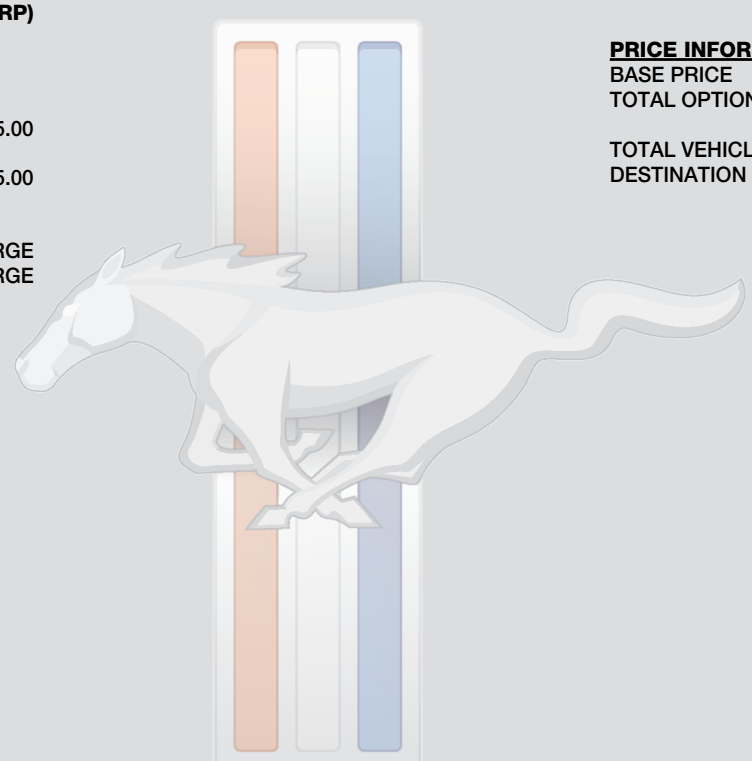 RP)
5.00
5.00
RGE
RGE
PRICE INFOR
BASE PRICE
TOTAL OPTION
TOTAL VEHICL
DESTINATION